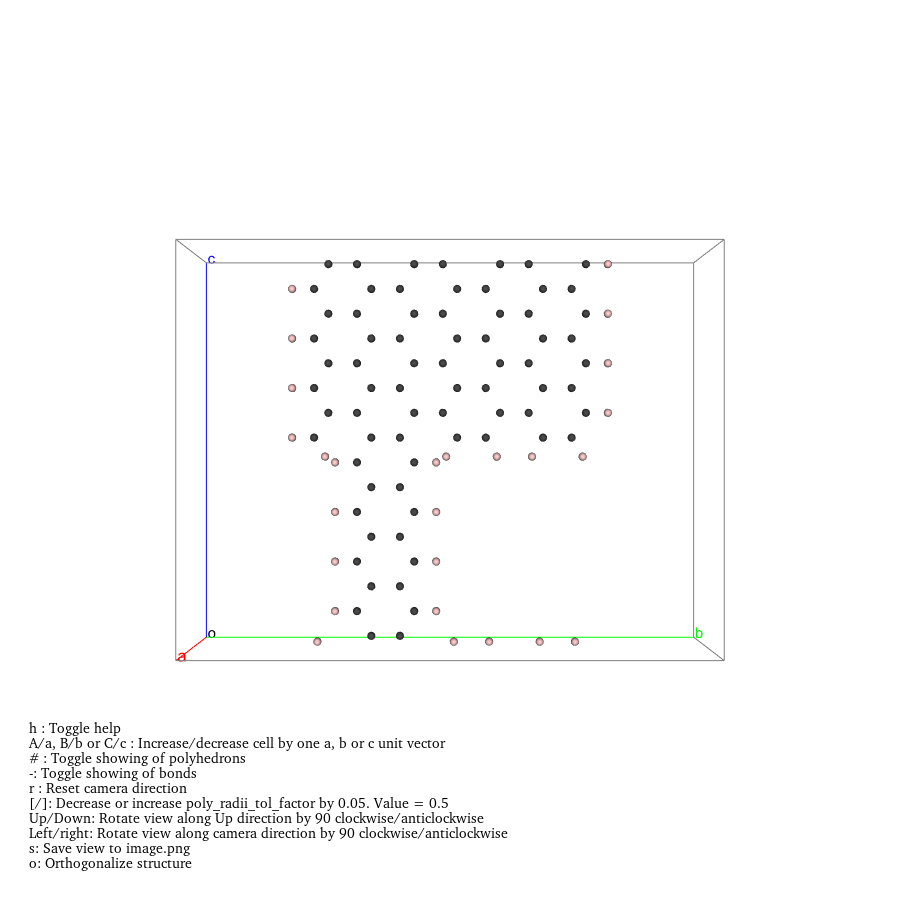 c
o
b
a
h : Toggle help
A/a, B/b or C/c : Increase/decrease cell by one a, b or c unit vector
# : Toggle showing of polyhedrons
-: Toggle showing of bonds
r : Reset camera direction
[/]: Decrease or increase poly_radii_tol_factor by 0.05. Value = 0.5
Up/Down: Rotate view along Up direction by 90 clockwise/anticlockwise
Left/right: Rotate view along camera direction by 90 clockwise/anticlockwise
s: Save view to image.png
o: Orthogonalize structure